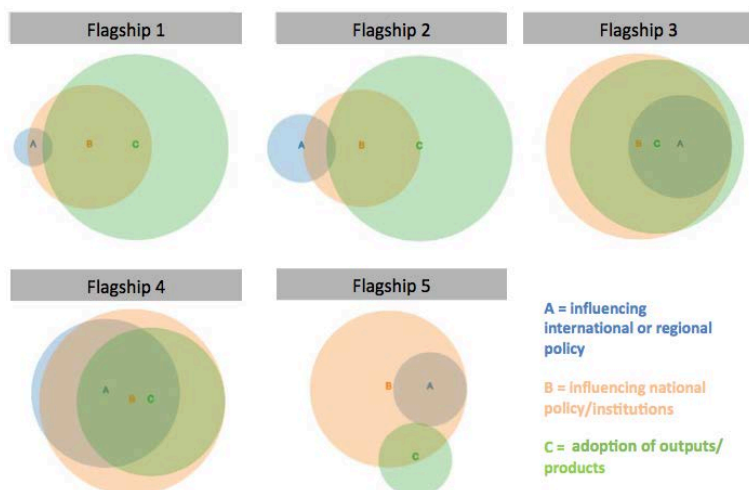 Flagship 1
Flagship 2
Flagship 3
A
B
C
A
B
C
B
C
A
Flagship 4
Flagship 5
A
B
C
B
A
C
A = influencing
international or regional
policy
B = influencing national
policy/institutions
C = adoption of outputs/
products